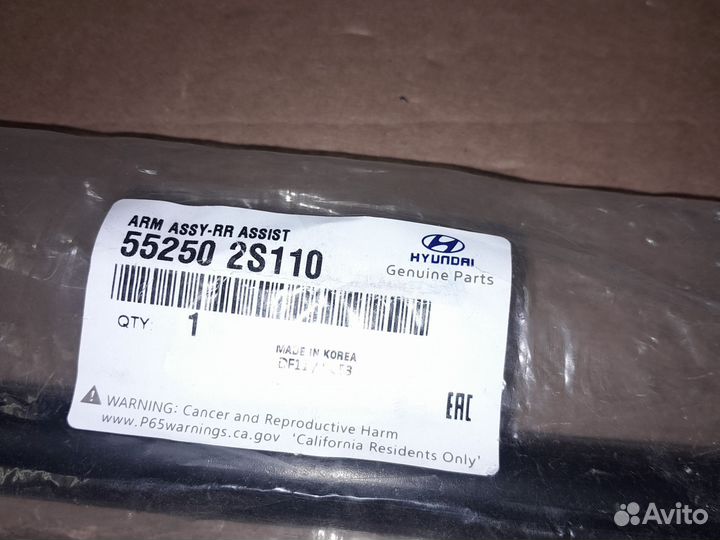 ARM ASSY-RR ASSIST
55250 2S110
HYUNDAI
Genuine Parts
QTY: 1
MADE IN KOREA
EAC
WARNING: Cancer and Reproductive Harm
www.P65warnings.ca.gov 'California Residents Only'
Avito